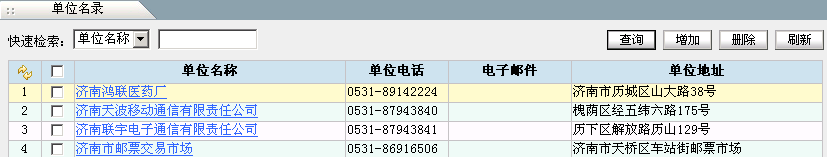 单位名录
快速检索: 单位名称 查询 增加 删除 刷新
单位名称 单位电话 电子邮件 单位地址
1 济南鸿联医药厂 0531-89142224 济南市历城区山大路38号
2 济南天波移动通信有限责任公司 0531-87943840 槐荫区经五纬六路175号
3 济南联宇电子通信有限责任公司 0531-87943841 历下区解放路历山129号
4 济南市邮票交易市场 0531-86916506 济南市天桥区车站街邮票市场